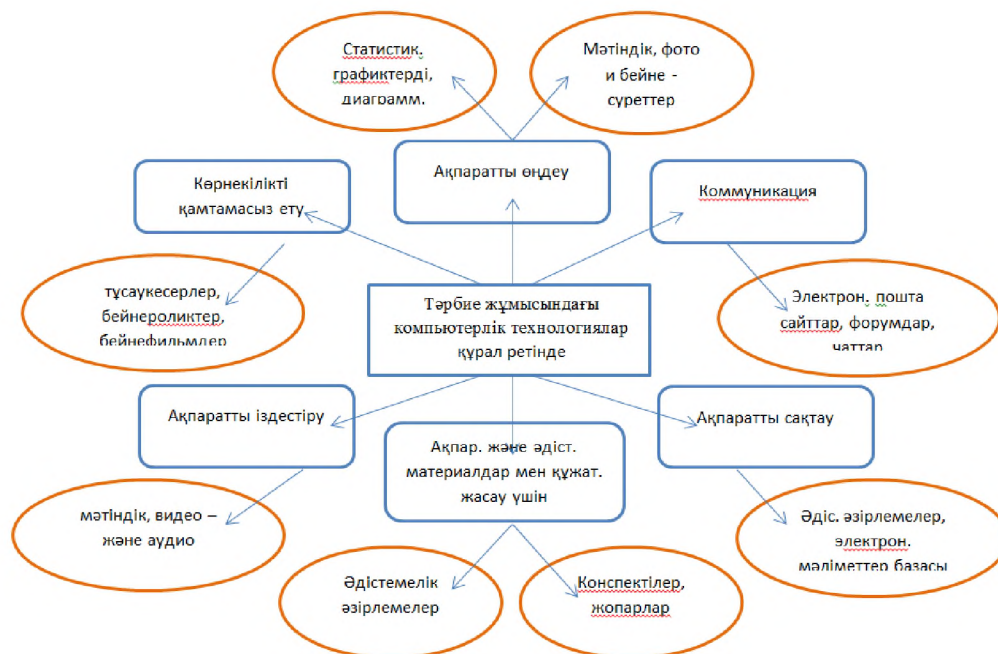 Статистик.
графиктерді,
диаграмм.
Мәтіндік, фото
и бейне -
суреттер
Ақпаратты өңдеу
Көрнекілікті
қамтамасыз ету
Коммуникация
тұсаукесерлер,
бейнероликтер,
бейнефильмдер
Тәрбие жұмысындағы
компьютерлік технологиялар
құрал ретінде
Электрон. пошта
сайттар, форумдар,
чаттар
Ақпаратты іздестіру
Ақпар. және әдіст.
материалдар мен құжат.
жасау үшін
Ақпаратты сақтау
мәтіндік, видео –
және аудио
Әдіс. әзірлемелер,
электрон.
мәліметтер базасы
Әдістемелік
әзірлемелер
Конспектілер,
жопарлар